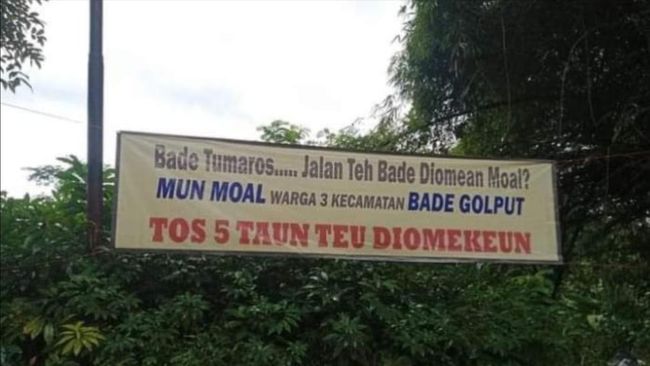 Bade Tumaros..... Jalan Teh Bade Diomean Moal?
MUN MOAL WARGA 3 KECAMATAN BADE GOLPUT
TOS 5 TAUN TEU DIOMEKEUN